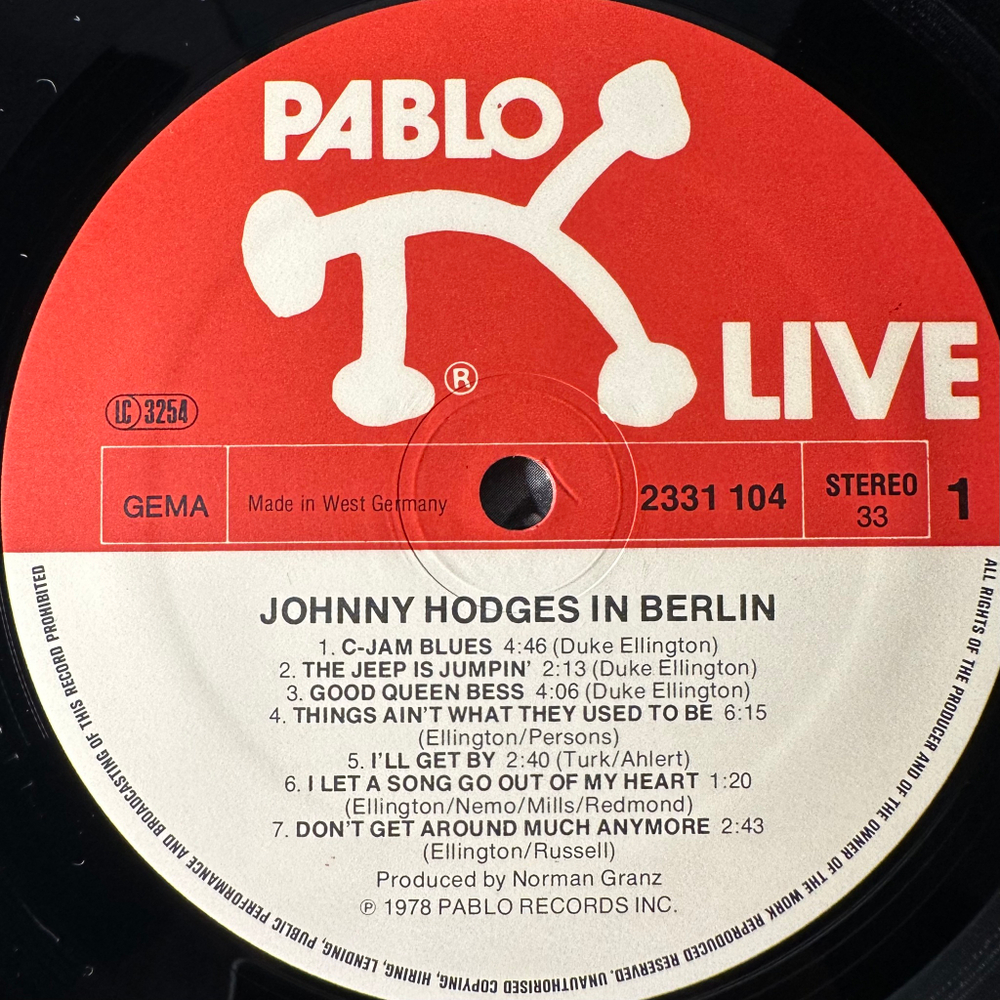 PABLO
LIVE
®
LC 3254
GEMA
Made in West Germany
2331 104
STEREO
33
1
JOHNNY HODGES IN BERLIN
1. C-JAM BLUES 4:46 (Duke Ellington)
2. THE JEEP IS JUMPIN' 2:13 (Duke Ellington)
3. GOOD QUEEN BESS 4:06 (Duke Ellington)
4. THINGS AIN'T WHAT THEY USED TO BE 6:15
(Ellington/Persons)
5. I'LL GET BY 2:40 (Turk/Ahlert)
6. I LET A SONG GO OUT OF MY HEART 1:20
(Ellington/Nemo/Mills/Redmond)
7. DON'T GET AROUND MUCH ANYMORE 2:43
(Ellington/Russell)
Produced by Norman Granz
℗ 1978 PABLO RECORDS INC.
ALL RIGHTS OF THE PRODUCER AND OF THE OWNER OF THE WORK REPRODUCED RESERVED. UNAUTHORISED COPYING, HIRING, LENDING, PUBLIC PERFORMANCE AND BROADCASTING OF THIS RECORD PROHIBITED